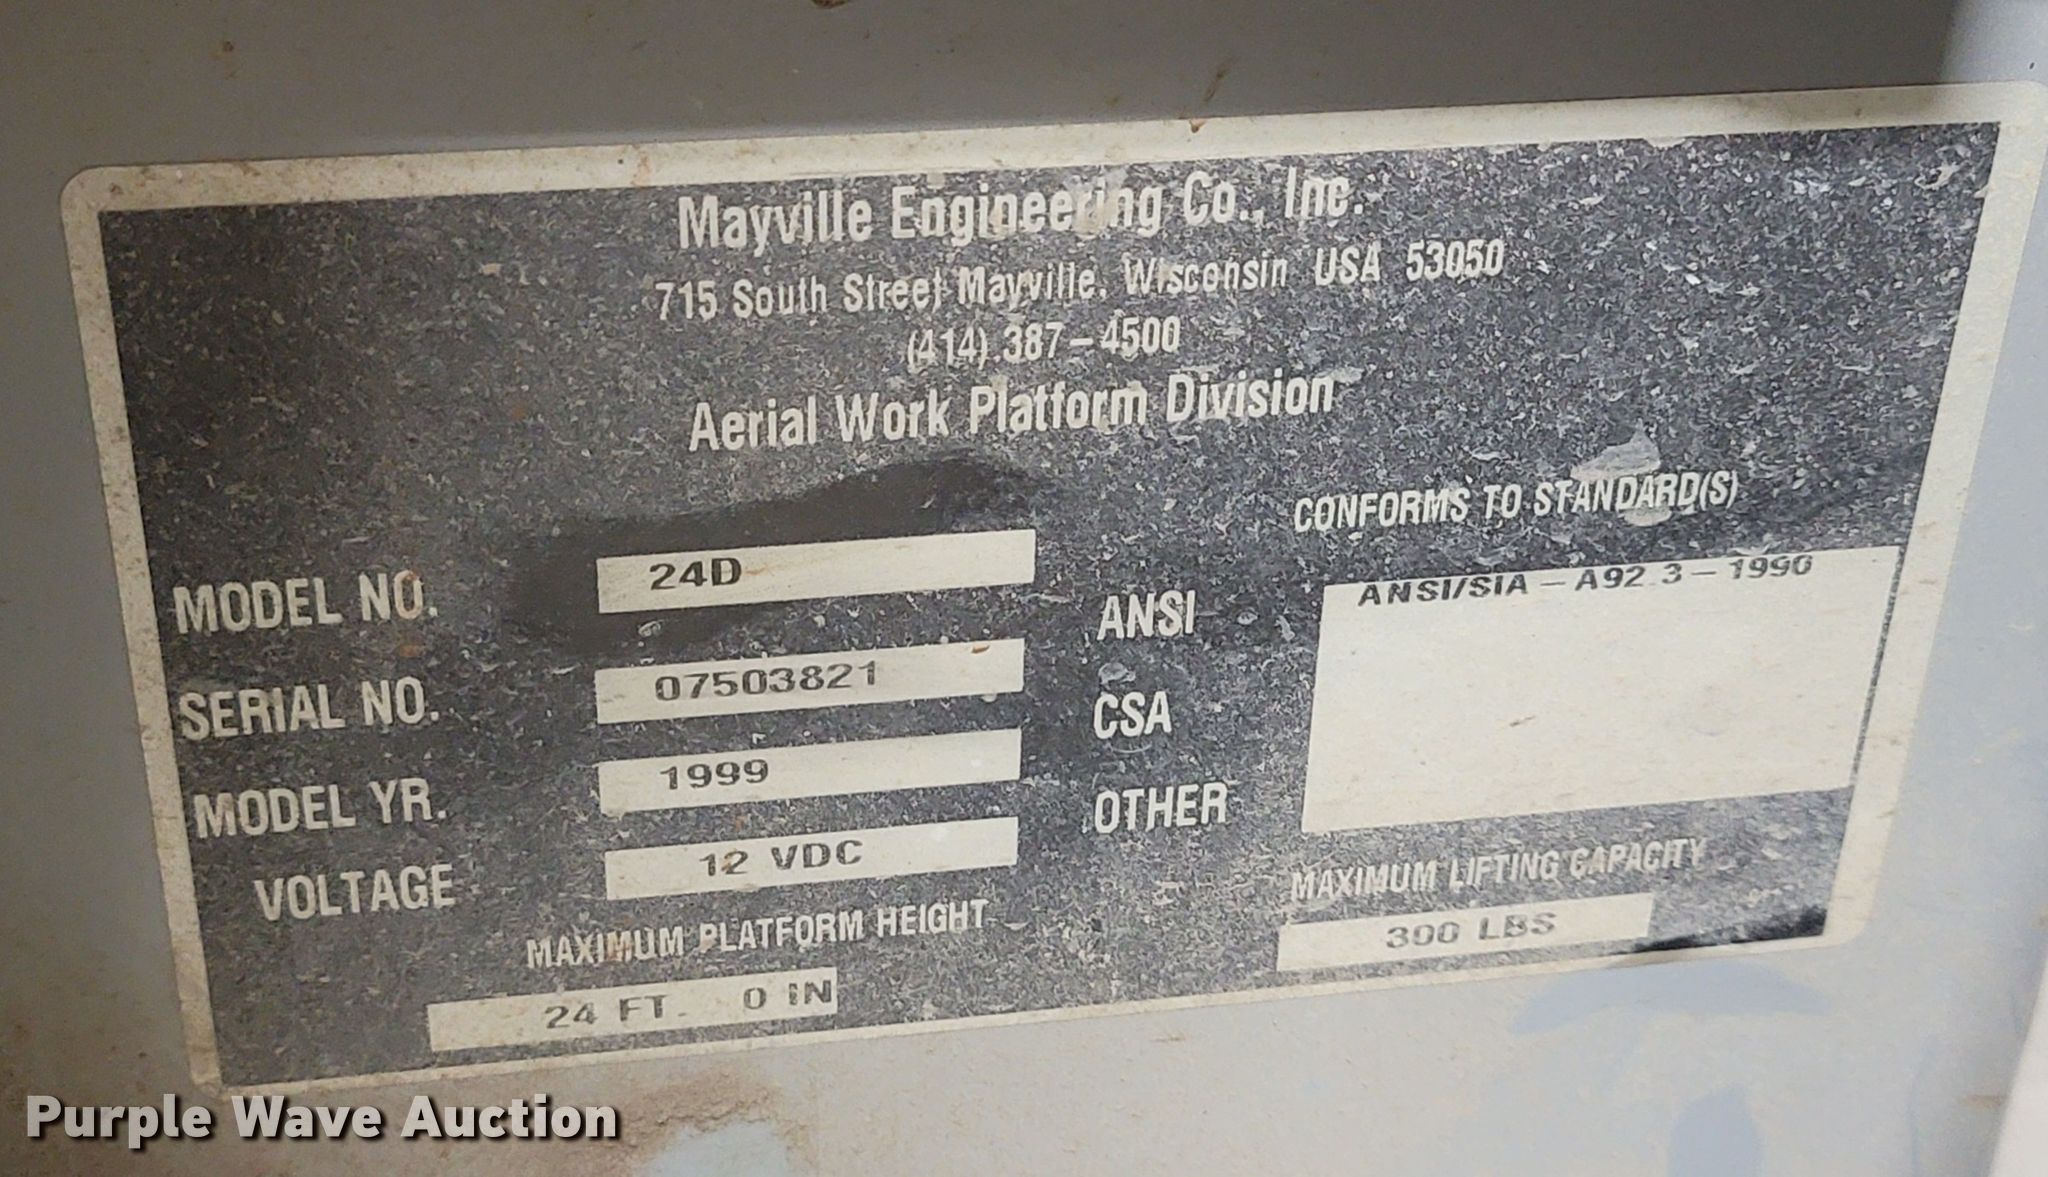 Mayville Engineering Co., Inc.
715 South Street Mayville, Wisconsin USA 53050
(414) 387-4500
Aerial Work Platform Division
CONFORMS TO STANDARD(S)
MODEL NO. 24D
ANSI ANSI/SIA - A92.3 - 1990
SERIAL NO. 07503821
CSA
MODEL YR. 1999
OTHER
VOLTAGE 12 VDC
MAXIMUM PLATFORM HEIGHT
24 FT. 0 IN
MAXIMUM LIFTING CAPACITY
300 LBS
Purple Wave Auction